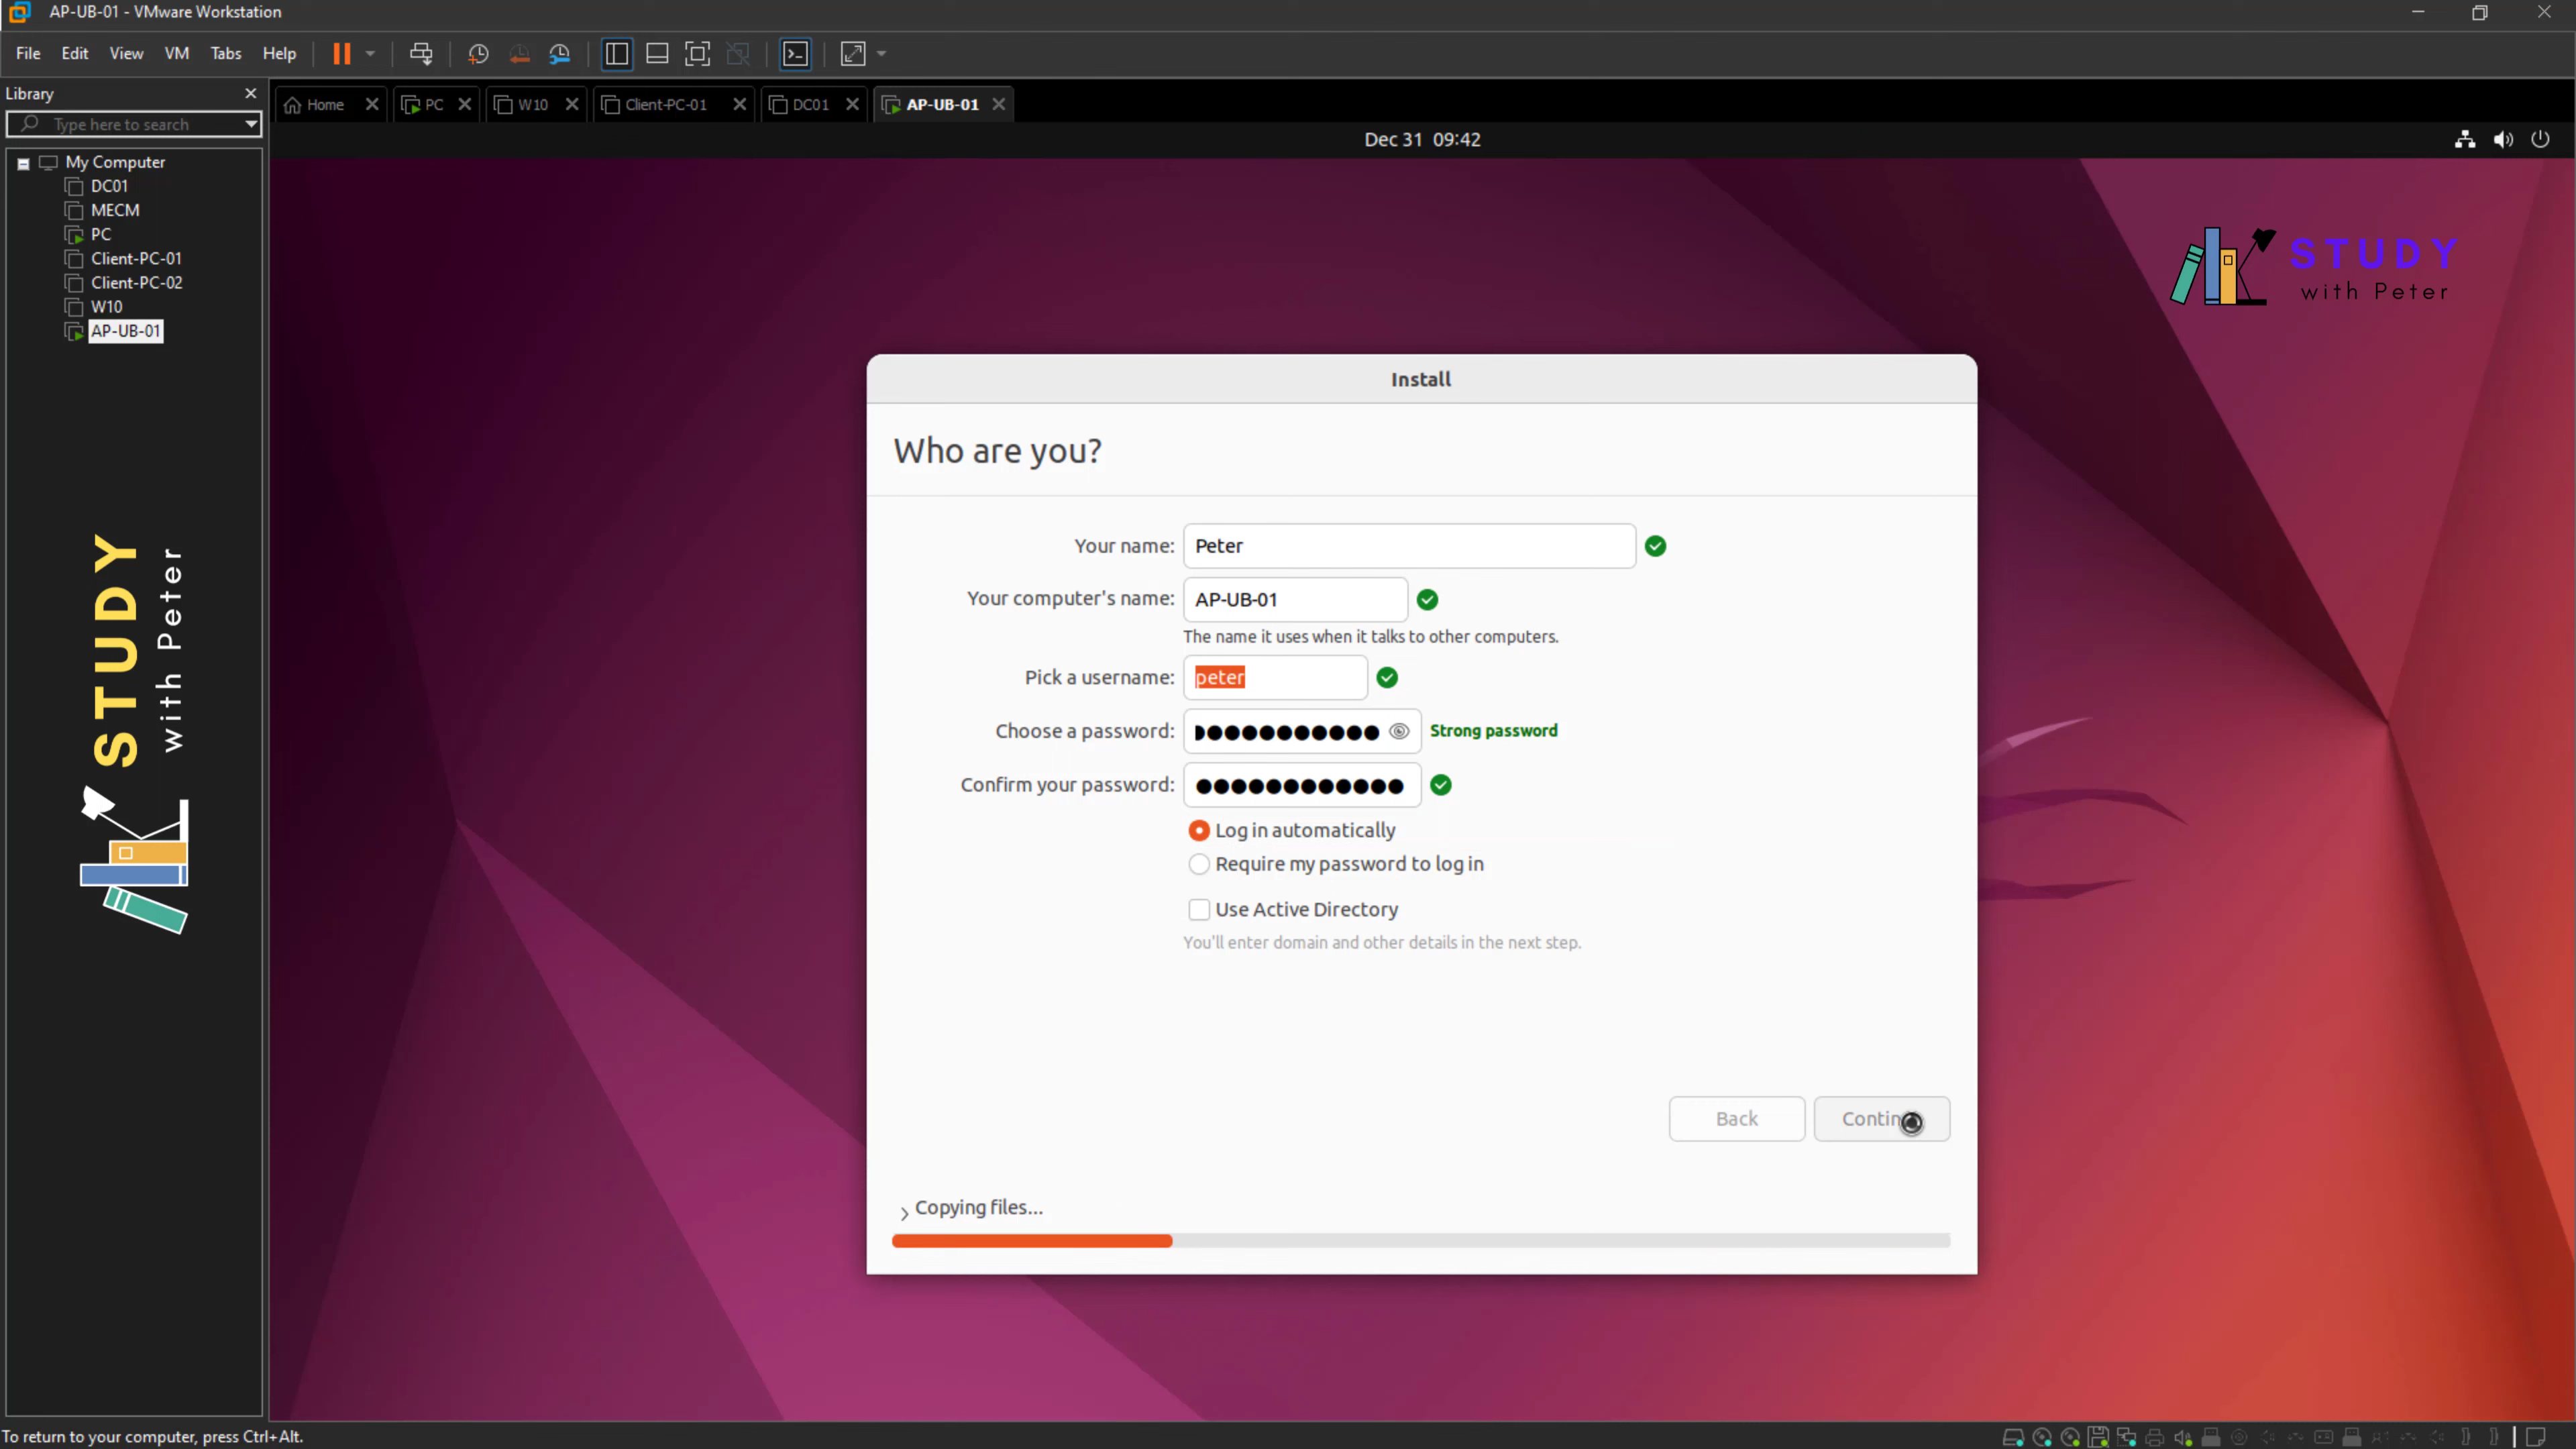 AP-UB-01 - VMware Workstation
File Edit View VM Tabs Help
Library
Type here to search
My Computer
DC01
MECM
PC
Client-PC-01
Client-PC-02
W10
AP-UB-01
STUDY
with Peter
Home PC W10 Client-PC-01 DC01 AP-UB-01
Dec 31 09:42
STUDY
with Peter
Install
Who are you?
Your name: Peter
Your computer's name: AP-UB-01
The name it uses when it talks to other computers.
Pick a username: peter
Choose a password: Strong password
Confirm your password:
Log in automatically
Require my password to log in
Use Active Directory
You'll enter domain and other details in the next step.
Back Contin
Copying files...
To return to your computer, press Ctrl+Alt.